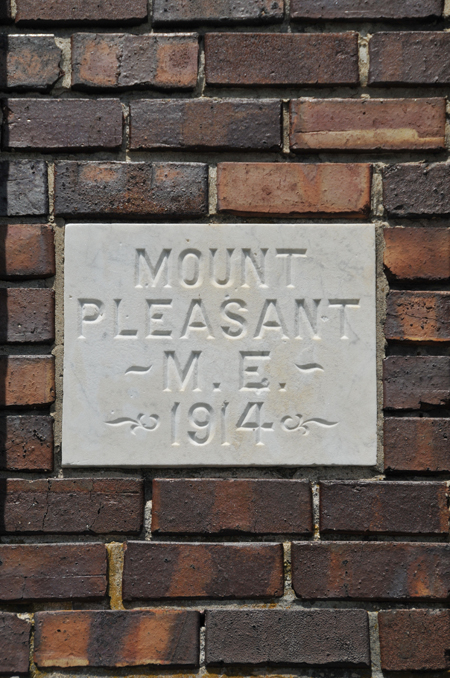 MOUNT
PLEASANT
~ M. E. ~
1914